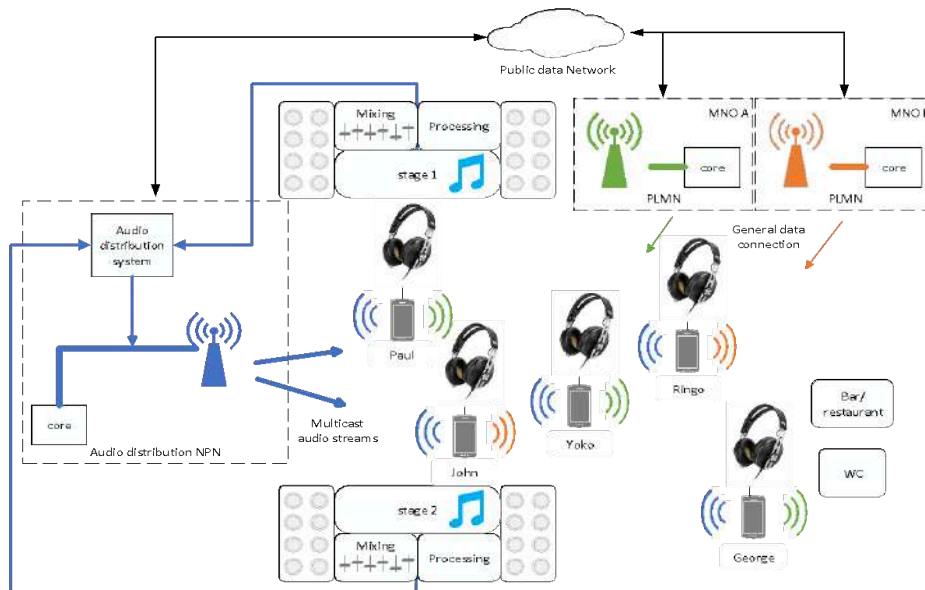 Public data Network
Mixing
Processing
stage 1
MNO A
MNO
core
core
PLMN
PLMN
General data
connection
Audio
distribution
system
core
Audio distribution NPN
Multicast
audio streams
Paul
John
Yoko
Ringo
George
Bar/
restaurant
WC
stage 2
Mixing
Processing